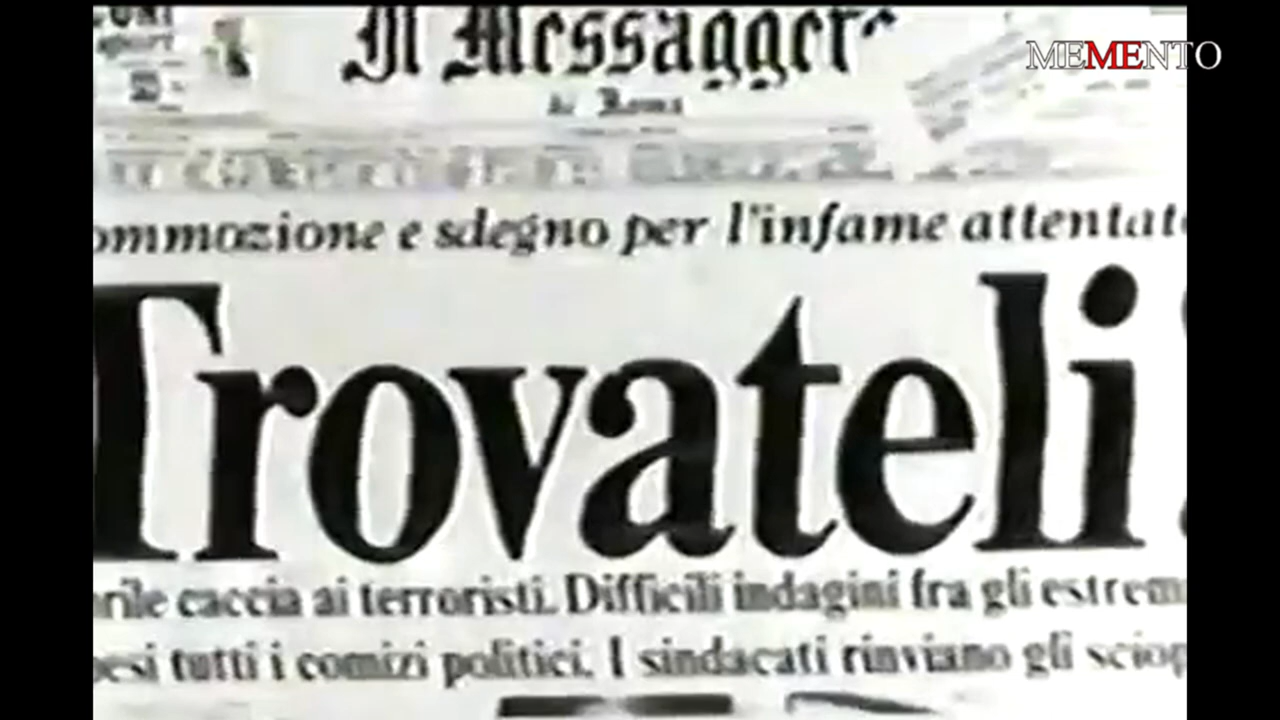 Il Messagger
MEMENTO
di Roma
ommozione e sdegno per l'infame attentat
Trovateli
rile caccia ai terroristi. Difficili indagini fra gli estrem
esi tutti i comizi politici. I sindacati rinviano gli sciop